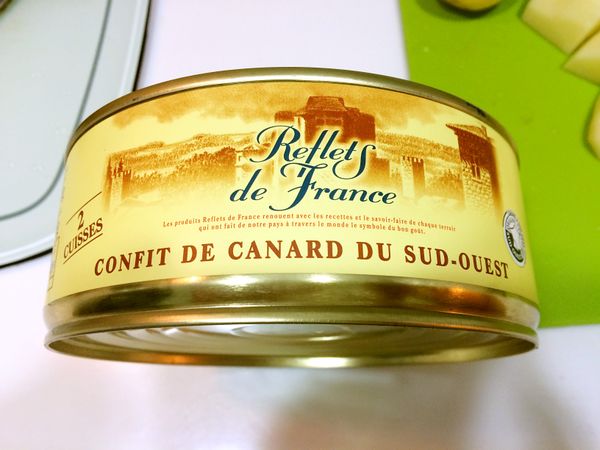 Reflets
de France
Les produits Reflets de France renouent avec les recettes et le savoir-faire de chaque terroir
qui ont fait de notre pays à travers le monde le symbole du bon goût.
2
CUISSES
CONFIT DE CANARD DU SUD-OUEST